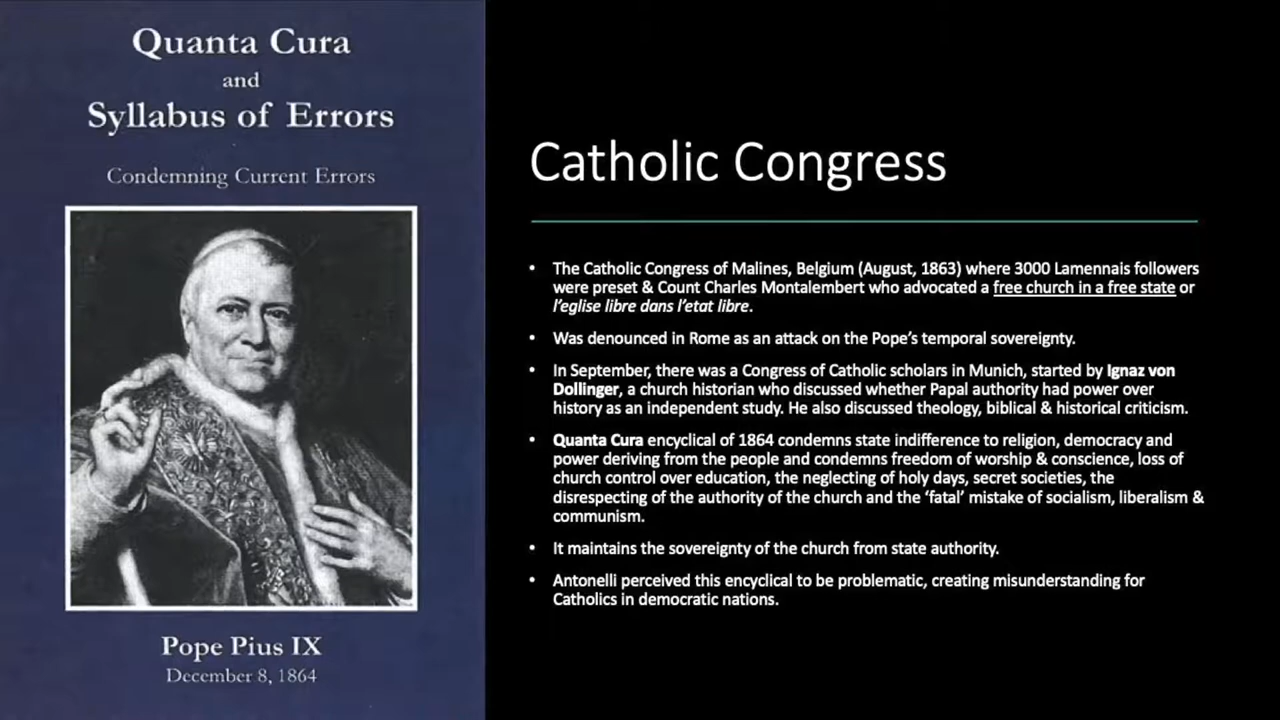 Quanta Cura
and
Syllabus of Errors
Condemning Current Errors
Pope Pius IX
December 8, 1864
Catholic Congress
• The Catholic Congress of Malines, Belgium (August, 1863) where 3000 Lamennais followers
were preset & Count Charles Montalembert who advocated a free church in a free state or
l'eglise libre dans l'etat libre.
• Was denounced in Rome as an attack on the Pope's temporal sovereignty.
• In September, there was a Congress of Catholic scholars in Munich, started by Ignaz von
Dollinger, a church historian who discussed whether Papal authority had power over
history as an independent study. He also discussed theology, biblical & historical criticism.
• Quanta Cura encyclical of 1864 condemns state indifference to religion, democracy and
power deriving from the people and condemns freedom of worship & conscience, loss of
church control over education, the neglecting of holy days, secret societies, the
disrespecting of the authority of the church and the 'fatal' mistake of socialism, liberalism &
communism.
• It maintains the sovereignty of the church from state authority.
• Antonelli perceived this encyclical to be problematic, creating misunderstanding for
Catholics in democratic nations.